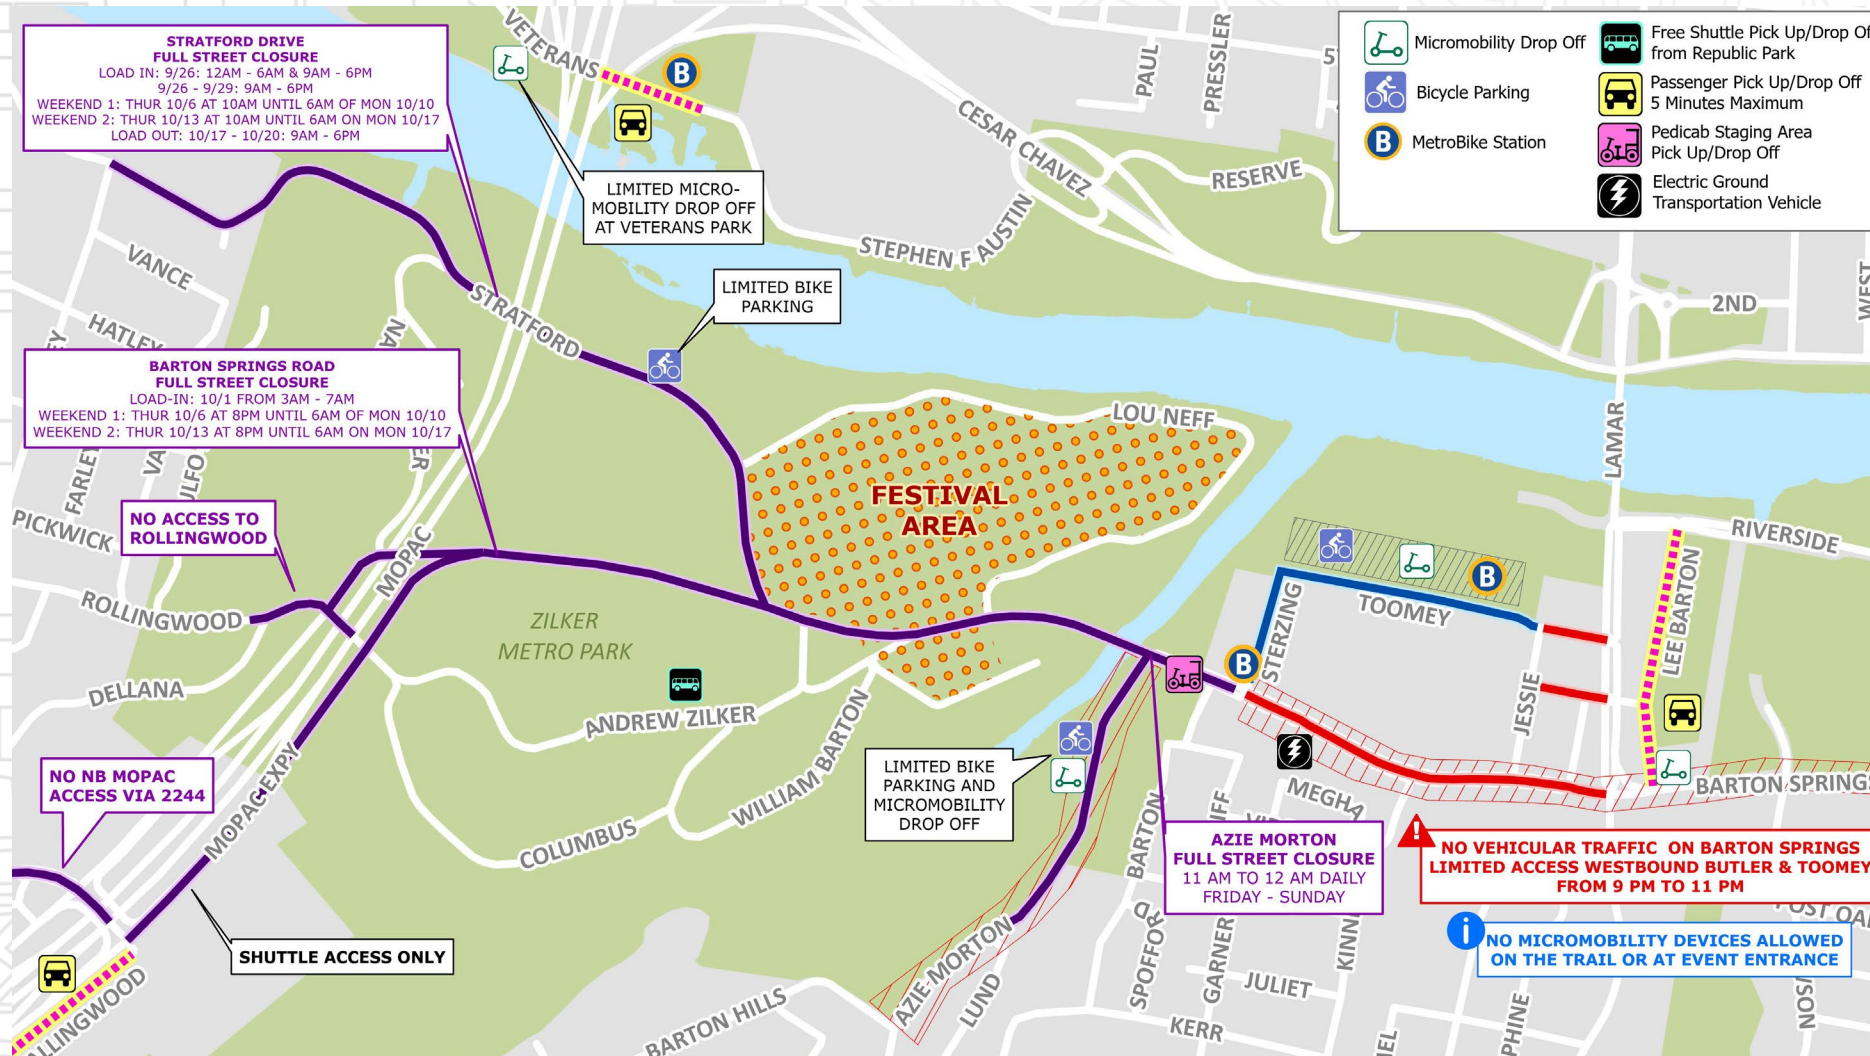 STRATFORD DRIVE
FULL STREET CLOSURE
LOAD IN: 9/26: 12AM - 6AM & 9AM - 6PM
9/26 - 9/29: 9AM - 6PM
WEEKEND 1: THUR 10/6 AT 10AM UNTIL 6AM OF MON 10/10
WEEKEND 2: THUR 10/13 AT 10AM UNTIL 6AM ON MON 10/17
LOAD OUT: 10/17 - 10/20: 9AM - 6PM
VETERANS
B
LIMITED MICRO-
MOBILITY DROP OFF
AT VETERANS PARK
PAUL
PRESSLER
CESAR CHAVEZ
RESERVE
STEPHEN F AUSTIN
Micromobility Drop Off
Bicycle Parking
B
MetroBike Station
Free Shuttle Pick Up/Drop
from Republic Park
Passenger Pick Up/Drop Off
5 Minutes Maximum
Pedicab Staging Area
Pick Up/Drop Off
Electric Ground
Transportation Vehicle
VANCE
HATLEY
STRATFORD
LIMITED BIKE
PARKING
2ND
WEST
BARTON SPRINGS ROAD
FULL STREET CLOSURE
LOAD-IN: 10/1 FROM 3AM - 7AM
WEEKEND 1: THUR 10/6 AT 8PM UNTIL 6AM OF MON 10/10
WEEKEND 2: THUR 10/13 AT 8PM UNTIL 6AM ON MON 10/17
LOU NEFF
LAMAR
FARLEY
PICKWICK
NO ACCESS TO
ROLLINGWOOD
MOPAC
FESTIVAL
AREA
RIVERSIDE
ROLLINGWOOD
ZILKER
METRO PARK
B
TOOMEY
STERZING
B
LEE BARTON
JESSIE
DELLANA
ANDREW ZILKER
WILLIAM BARTON
COLUMBUS
NO NB MOPAC
ACCESS VIA 2244
MOPAC EXPY
LIMITED BIKE
PARKING AND
MICROMOBILITY
DROP OFF
MEGHA
BARTON SPRINGS
BARTON
AZIE MORTON
FULL STREET CLOSURE
11 AM TO 12 AM DAILY
FRIDAY - SUNDAY
NO VEHICULAR TRAFFIC ON BARTON SPRINGS
LIMITED ACCESS WESTBOUND BUTLER & TOOMEY
FROM 9 PM TO 11 PM
SHUTTLE ACCESS ONLY
NO MICROMOBILITY DEVICES ALLOWED
ON THE TRAIL OR AT EVENT ENTRANCE
AZIE MORTON
LUND
SPOFFORD
GARNER
JULIET
KERR
BARTON HILLS